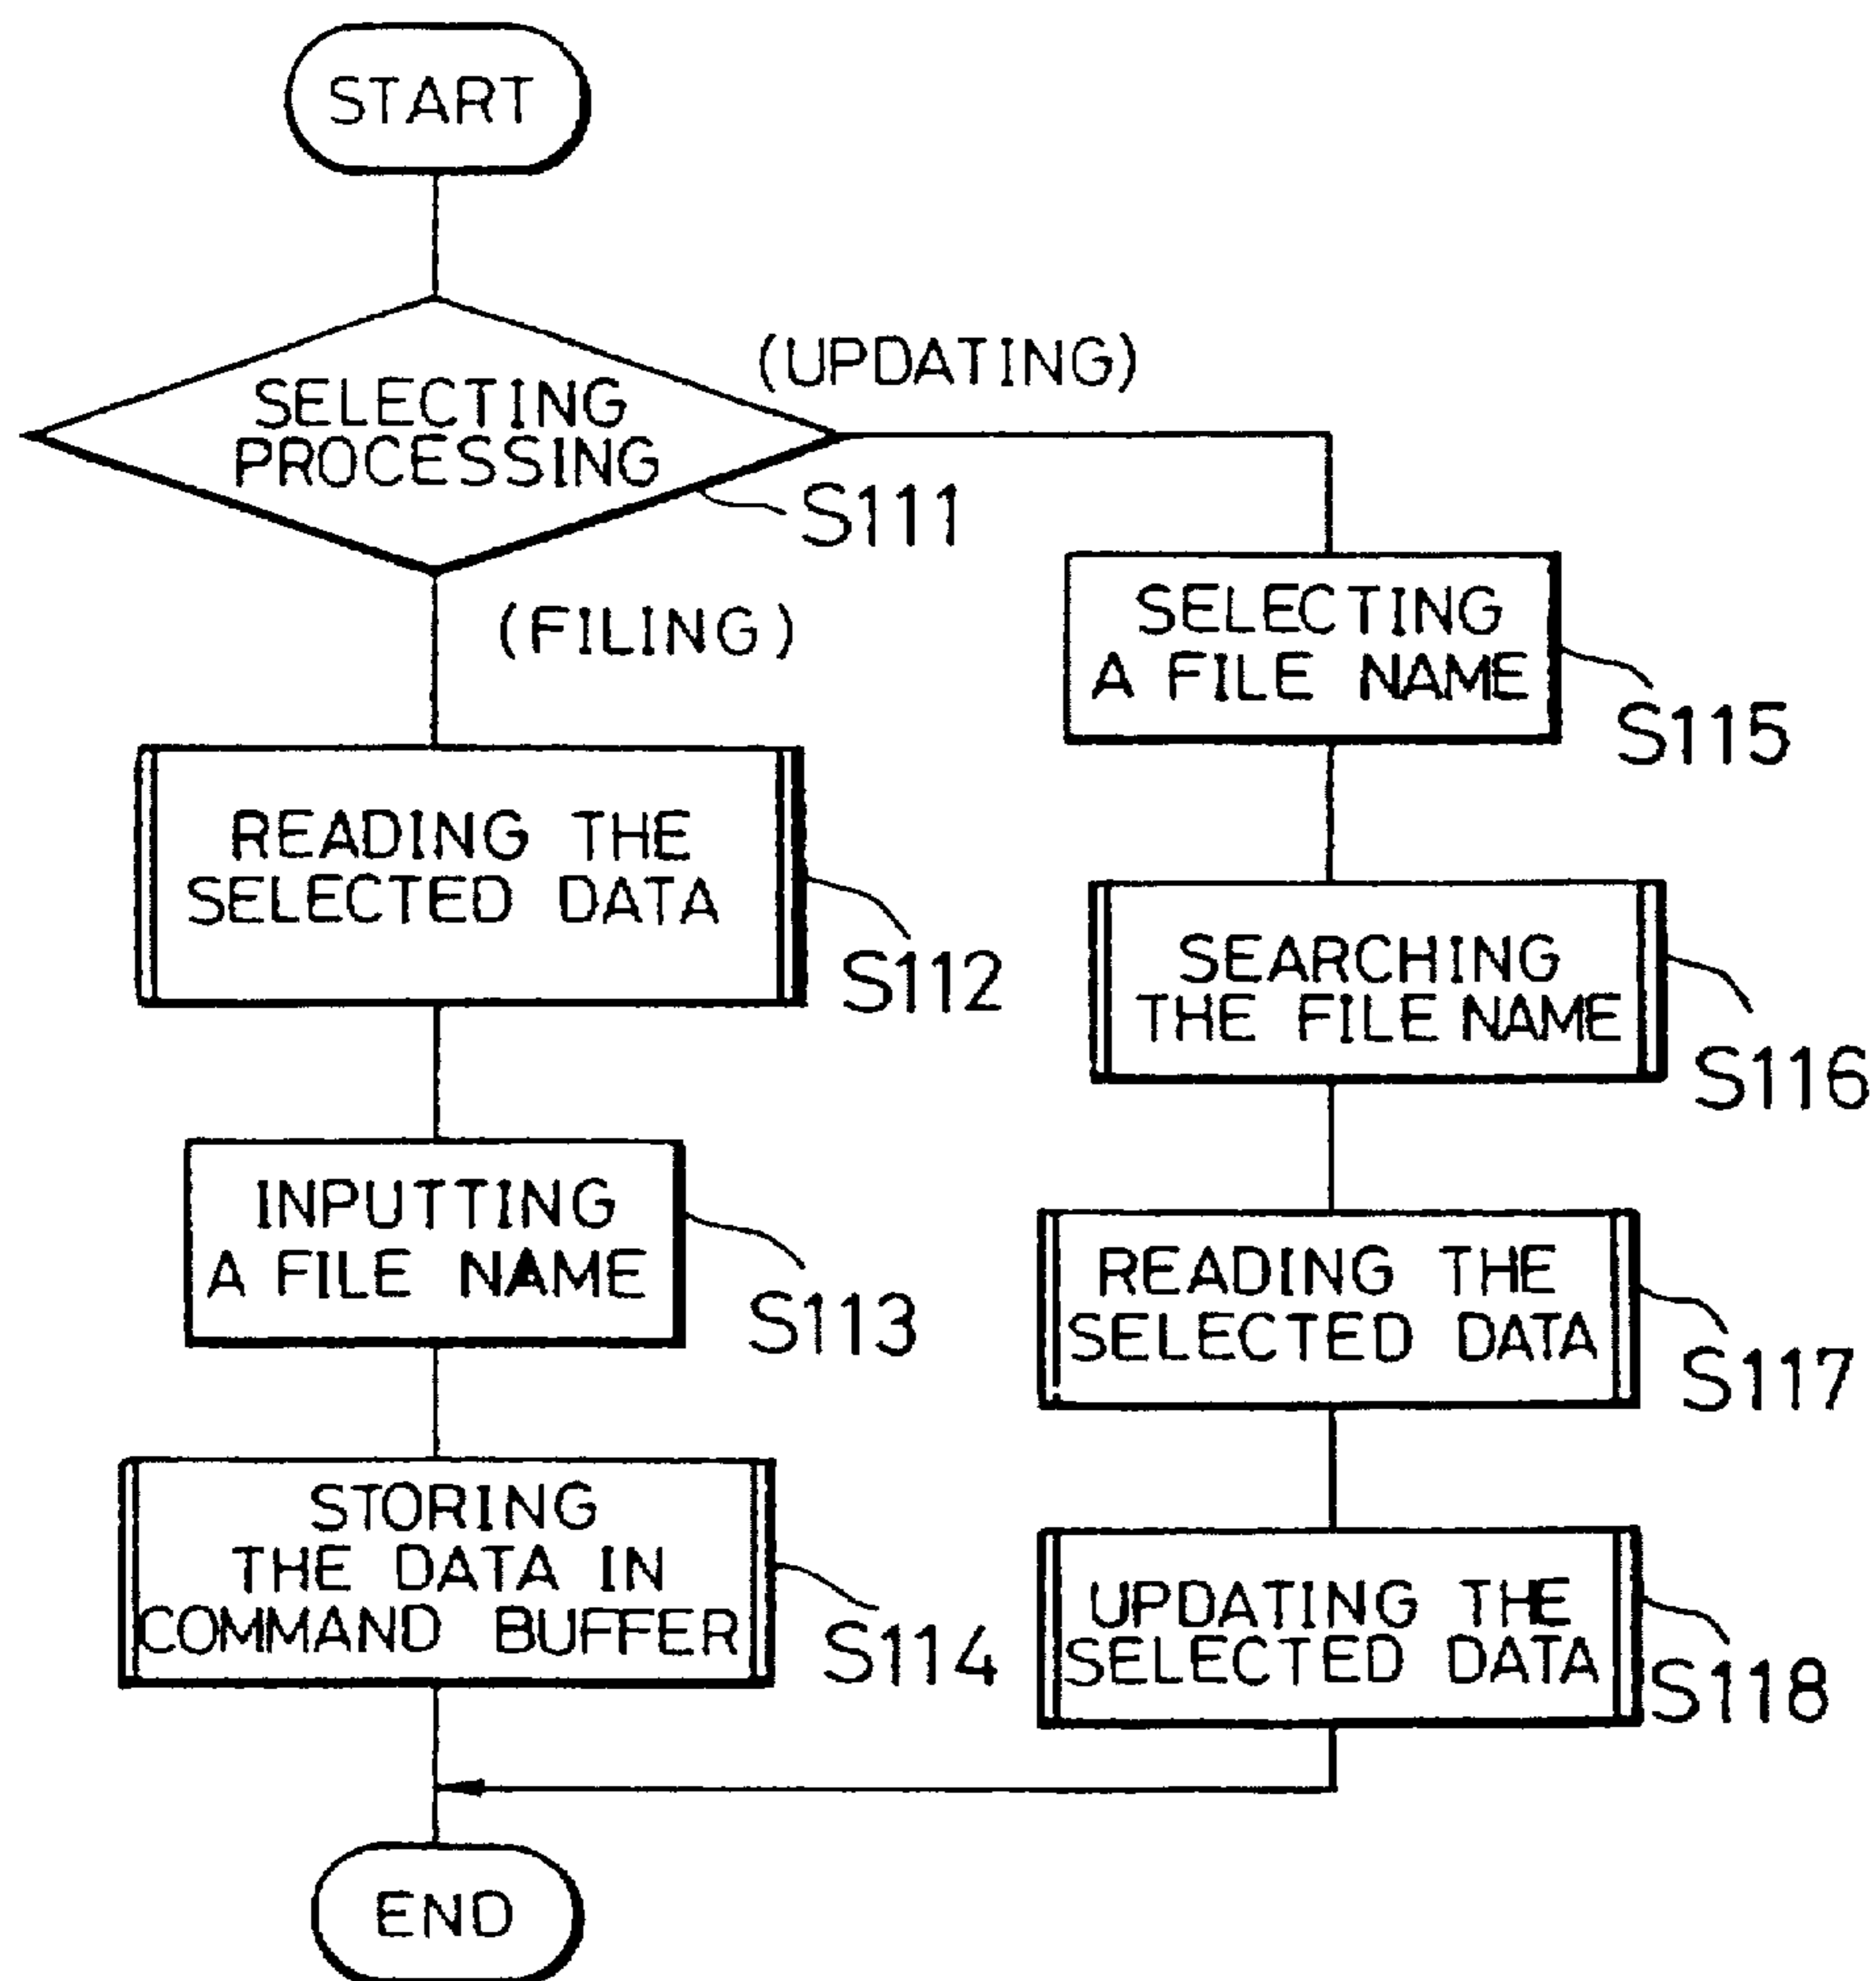 START
SELECTING
PROCESSING
S111
(UPDATING)
(FILING)
READING THE
SELECTED DATA
S112
INPUTTING
A FILE NAME
S113
STORING
THE DATA IN
COMMAND BUFFER
S114
SELECTING
A FILE NAME
S115
SEARCHING
THE FILE NAME
S116
READING THE
SELECTED DATA
S117
UPDATING THE
SELECTED DATA
S118
END